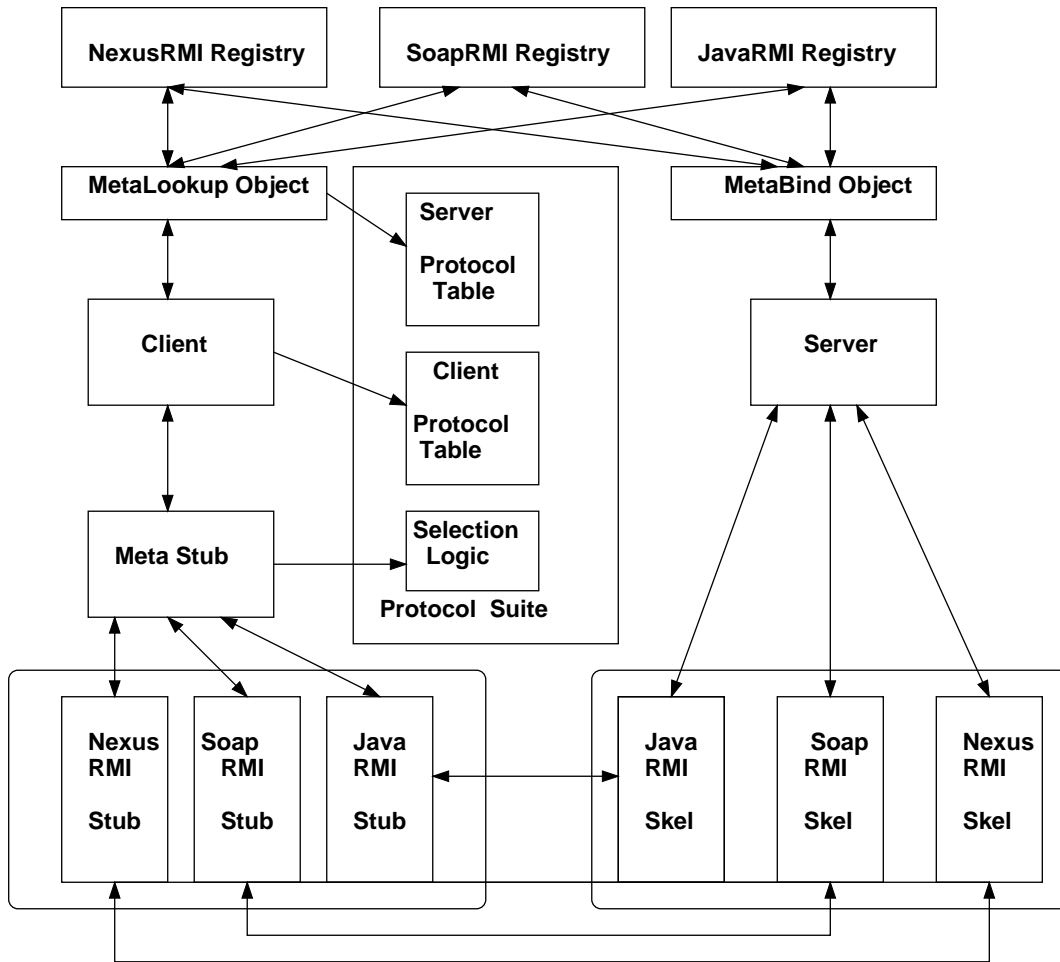 NexusRMI Registry
SoapRMI Registry
JavaRMI Registry
MetaLookup Object
MetaBind Object
Server
Protocol
Table
Client
Server
Client
Protocol
Table
Meta Stub
Selection
Logic
Protocol Suite
Nexus
RMI
Stub
Soap
RMI
Stub
Java
RMI
Stub
Java
RMI
Skel
Soap
RMI
Skel
Nexus
RMI
Skel